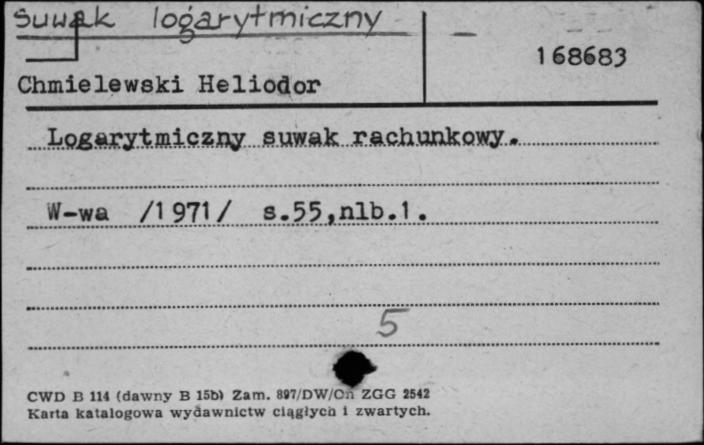 Suwak logarytmiczny
168683
Chmielewski Heliodor
Logarytmiczny suwak rachunkowy.
W-wa /1971/ s.55,nlb.1.
5
CWD B 114 (dawny B 15b) Zam. 897/DW/Cn ZGG 2542
Karta katalogowa wydawnictw ciągłych i zwartych.